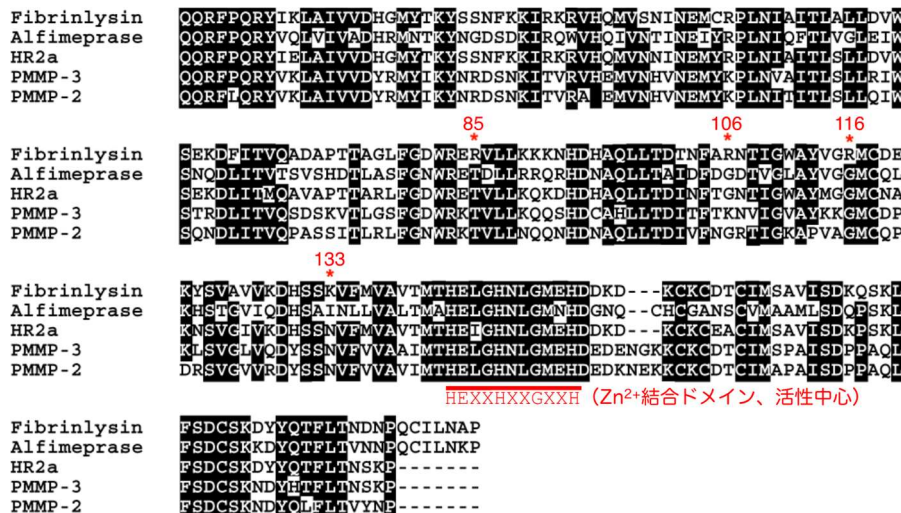 Fibrinlysin QQRFPQRYIKLAIVVDHGMYTKYSSNFKKIRKRVHQMVSNINEMCRPLNIAITLALLDVW
Alfimeprase QQRFPQRYVQLVIVADHRMNTKYNGDSDKIRQWVHQIVNTINEIYRPLNIQFTLVGLEIW
HR2a QQRFPQRYIELAIVVDHGMYTKYSSNFKKIRKRVHQMVNNINEMYRPLNIAITLSLLDVW
PMMP-3 QQRFPQRYVKLAIVVDYRMYIKYNRDSNKITVRVHEMVNHVNEMYKPLNVAITLSLLRIW
PMMP-2 QQRFLQRYVKLAIVVDYRMYIKYNRDSNKITVRA EMVNHVNEMYKPLNITITLSLLQIW
85 106 116
* * *
Fibrinlysin SEKDFITVQADAPTTAGLFGDWRERVLLKKKNHDHAQLLTDTNFARNTIGWAYVGRMCDE
Alfimeprase SNQDLITVTSVSHDTLASFGNWRETDLLRRQRHDNAQLLTAIDFDGDTVGLAYVGGMCQL
HR2a SEKDLITMQAVAPTTARLFGDWRETVLLKQKDHDHAQLLTDINFTGNTIGWAYMGGMCDE
PMMP-3 STRDLITVQSDSKVTLGSFGDWRKTVLLKQQSHDCAHLLTDITFTKNVIGVAYKKGMCDP
PMMP-2 SQNDLITVQPASSITLRLFGNWRKTVLLNQQNHDNAQLLTDIVFNGRTIGKAPVAGMCQP
133
*
Fibrinlysin KYSVAVVKDHSSKVFMVAVTMTHELGHNLGMEHDDKD---KCKCDTCIMSAVISDKQSKL
Alfimeprase KHSTGVIQDHSAINLLVALTMAHELGHNLGMNHDGNQ--CHCGANSCVMAAMLSDQPSKL
HR2a KNSVGIVKDHSSNVFMVAVTMTHEIGHNLGMEHDDKD---KCKCEACIMSAVISDKPSKL
PMMP-3 KLSVGLVQDYSSNVFVVAAIMTHELGHNLGMEHDEDENGKKCKCDTCIMSPAISDPPAQL
PMMP-2 DRSVGVVRDYSSNVFVVAVTMTHELGHNLGMEHDEDKNEKKCKCDTCIMSPAISDPPAQL
HEXXHXXGXXH(Zn²⁺結合ドメイン、活性中心)
Fibrinlysin FSDCSKDYYQTFLTNDNPQCILNAP
Alfimeprase FSDCSKKDYQTFLTVNNPQCILNKP
HR2a FSDCSKDYYQTFLTNSKP-------
PMMP-3 FSDCSKNDYHTFLTNSKP-------
PMMP-2 FSDCSKNDYQLFLTVYNP-------